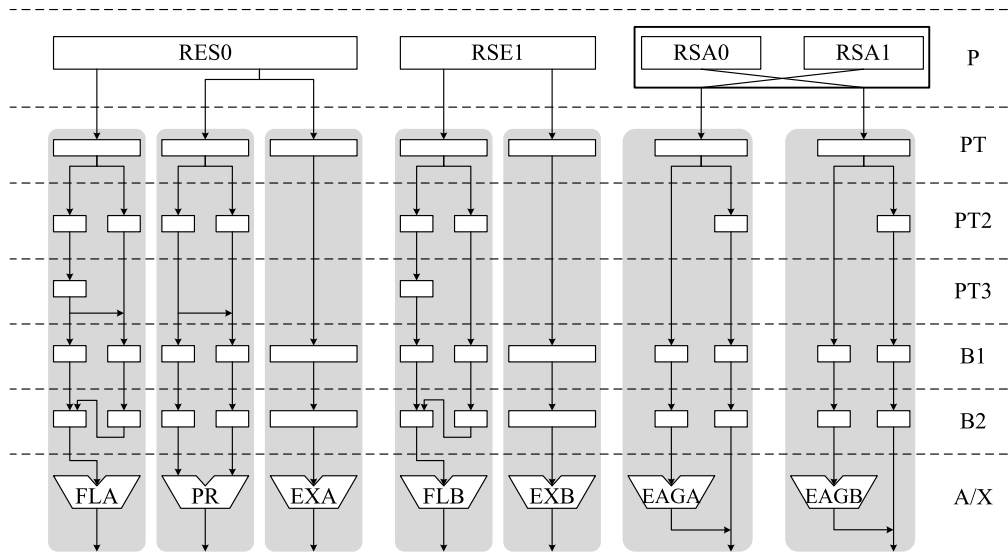 RES0
RSE1
RSA0
RSA1
P
PT
PT2
PT3
B1
B2
FLA
PR
EXA
FLB
EXB
EAGA
EAGB
A/X